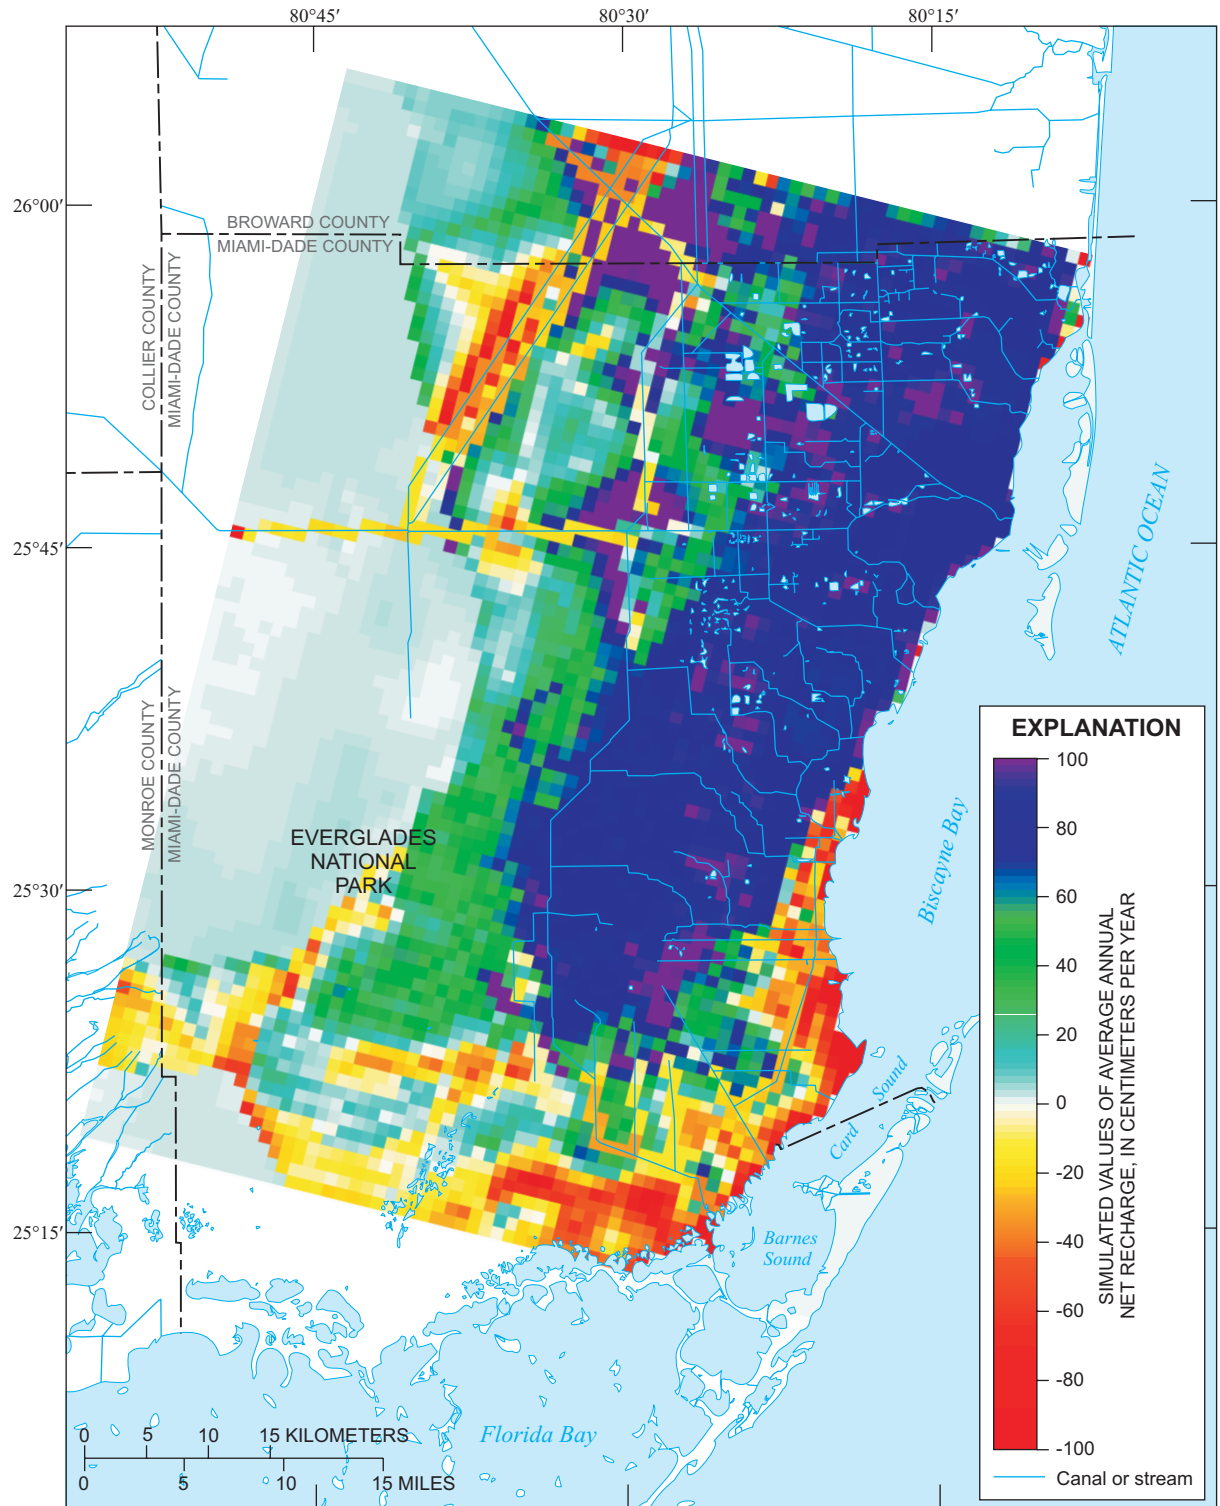 80°45′ 80°30′ 80°15′
26°00′
BROWARD COUNTY
MIAMI-DADE COUNTY
COLLIER COUNTY
MIAMI-DADE COUNTY
ATLANTIC OCEAN
25°45′
MONROE COUNTY
MIAMI-DADE COUNTY
EVERGLADES
NATIONAL
PARK
25°30′
Biscayne Bay
Card Sound
Barnes
Sound
25°15′
Florida Bay
0 5 10 15 KILOMETERS
0 5 10 15 MILES
EXPLANATION
100
80
60
40
20
0
-20
-40
-60
-80
-100
SIMULATED VALUES OF AVERAGE ANNUAL
NET RECHARGE, IN CENTIMETERS PER YEAR
Canal or stream